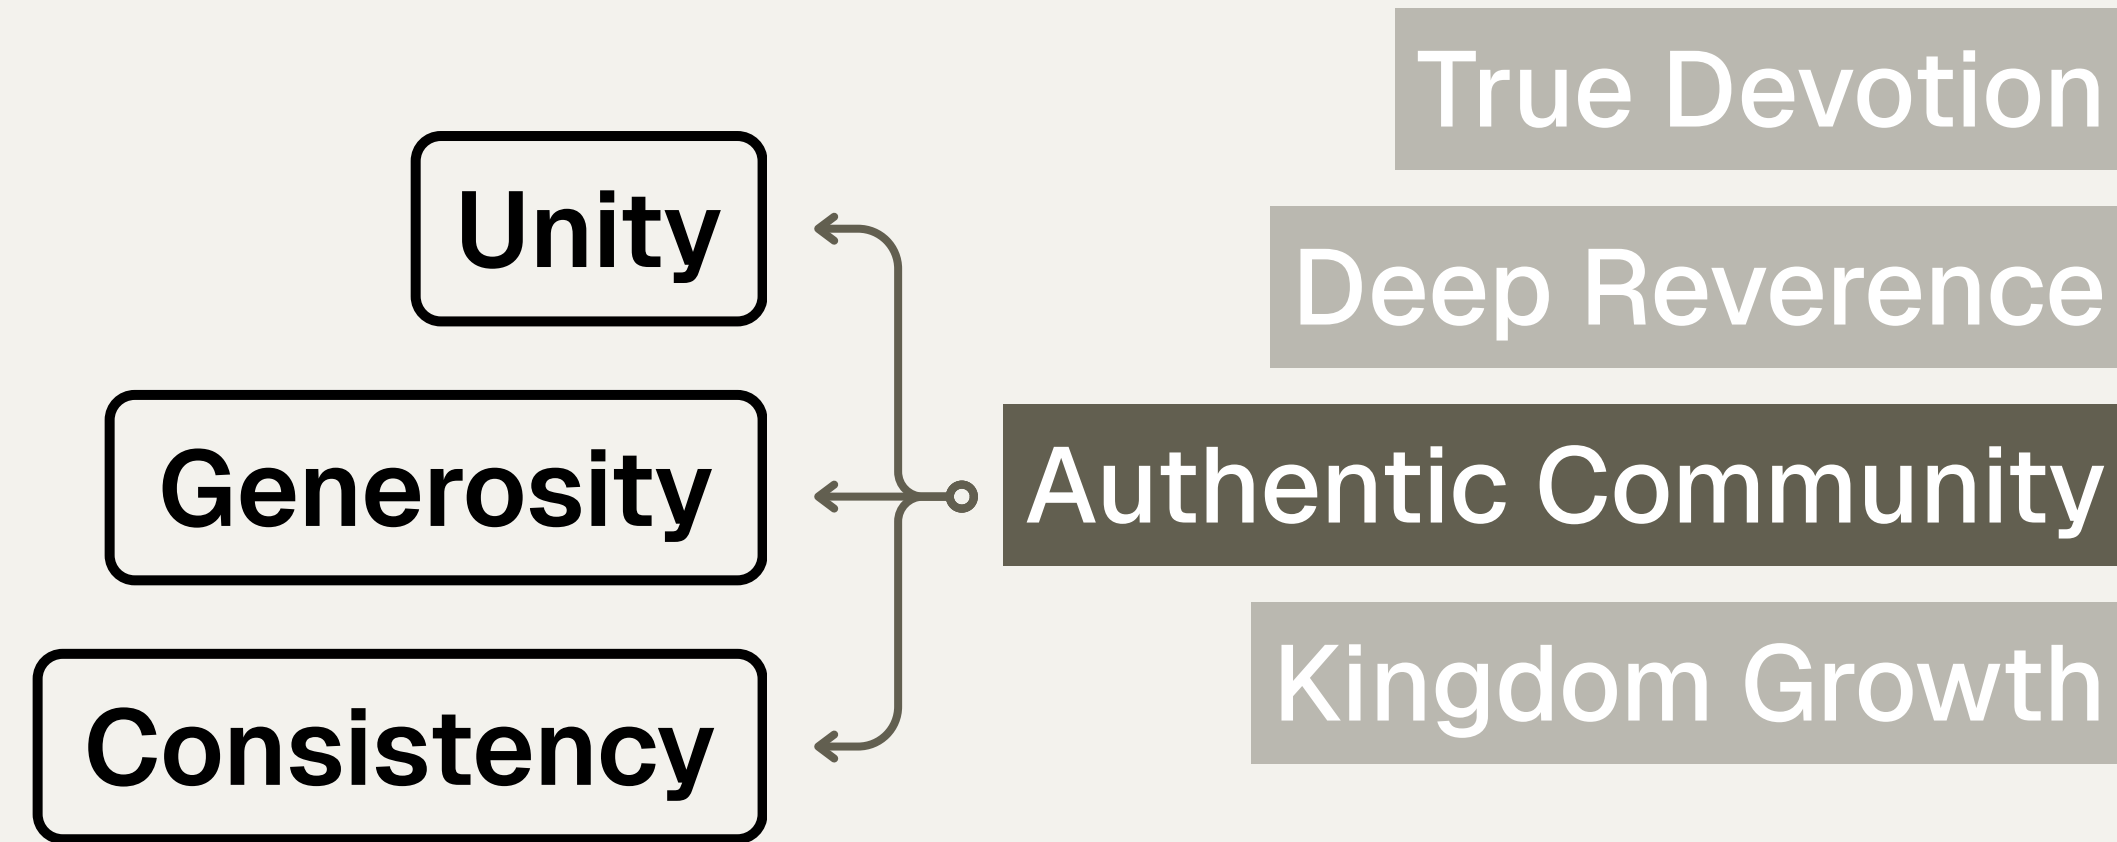 True Devotion
Deep Reverence
Authentic Community
Kingdom Growth
Unity
Generosity
Consistency